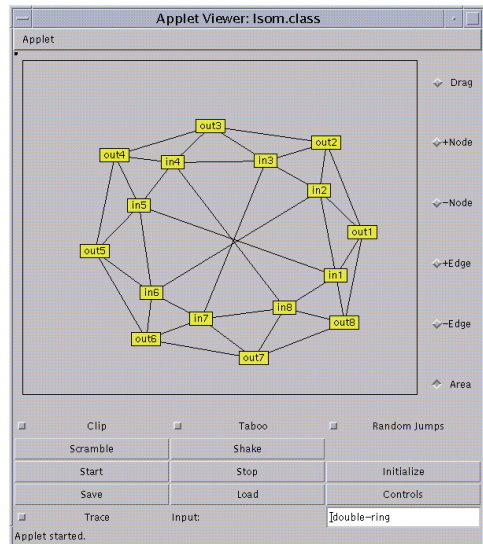 Applet Viewer: Isom.class
Applet
Drag
out3
out2
+Node
out4
in4
in3
in2
−Node
in5
out1
out5
+Edge
in1
in6
in8
in7
out8
−Edge
out6
out7
Area
Clip
Taboo
Random Jumps
Scramble
Shake
Start
Stop
Initialize
Save
Load
Controls
Trace
Input:
double−ring
Applet started.